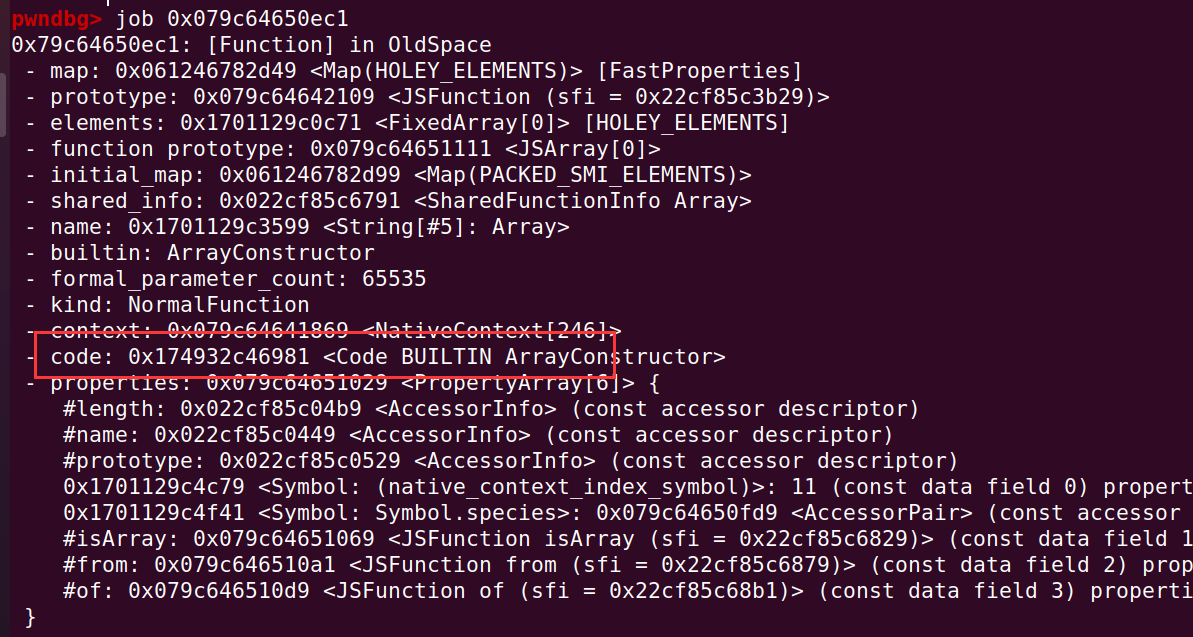 pwndbg> job 0x079c64650ec1
0x79c64650ec1: [Function] in OldSpace
- map: 0x061246782d49 <Map(HOLEY_ELEMENTS)> [FastProperties]
- prototype: 0x079c64642109 <JSFunction (sfi = 0x22cf85c3b29)>
- elements: 0x1701129c0c71 <FixedArray[0]> [HOLEY_ELEMENTS]
- function prototype: 0x079c64651111 <JSArray[0]>
- initial_map: 0x061246782d99 <Map(PACKED_SMI_ELEMENTS)>
- shared_info: 0x022cf85c6791 <SharedFunctionInfo Array>
- name: 0x1701129c3599 <String[#5]: Array>
- builtin: ArrayConstructor
- formal_parameter_count: 65535
- kind: NormalFunction
- context: 0x079c64641869 <NativeContext[246]>
- code: 0x174932c46981 <Code BUILTIN ArrayConstructor>
- properties: 0x079c64651029 <PropertyArray[6]> {
#length: 0x022cf85c04b9 <AccessorInfo> (const accessor descriptor)
#name: 0x022cf85c0449 <AccessorInfo> (const accessor descriptor)
#prototype: 0x022cf85c0529 <AccessorInfo> (const accessor descriptor)
0x1701129c4c79 <Symbol: (native_context_index_symbol)>: 11 (const data field 0) propert
0x1701129c4f41 <Symbol: Symbol.species>: 0x079c64650fd9 <AccessorPair> (const accessor
#isArray: 0x079c64651069 <JSFunction isArray (sfi = 0x22cf85c6829)> (const data field 1
#from: 0x079c646510a1 <JSFunction from (sfi = 0x22cf85c6879)> (const data field 2) prop
#of: 0x079c646510d9 <JSFunction of (sfi = 0x22cf85c68b1)> (const data field 3) properti
}